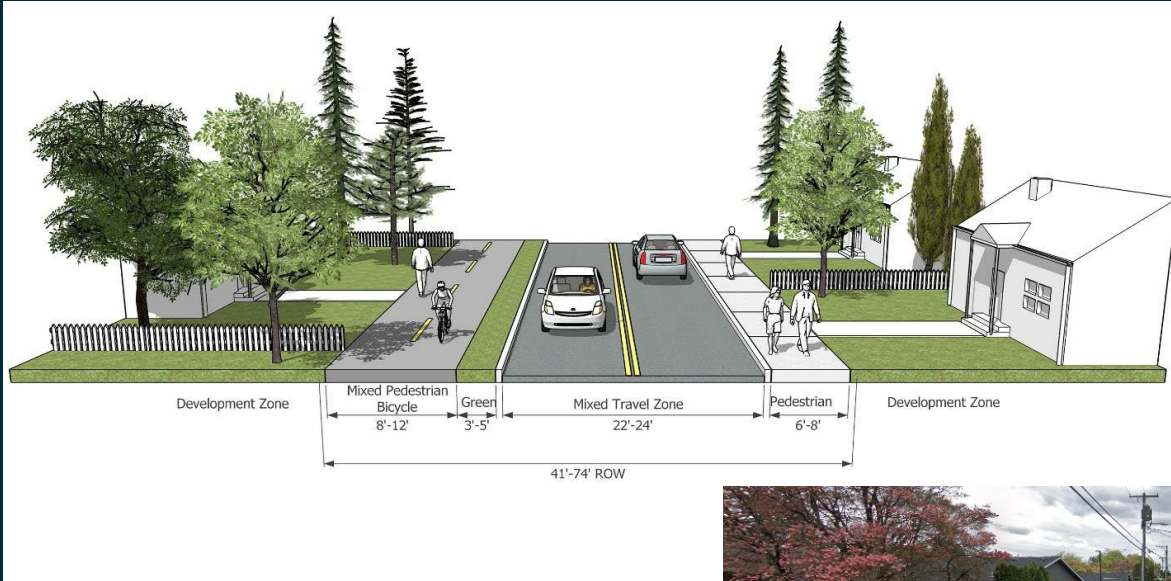 Development Zone
Mixed Pedestrian
Bicycle
8'-12'
Green
3'-5'
Mixed Travel Zone
22'-24'
Pedestrian
6'-8'
Development Zone
41'-74' ROW